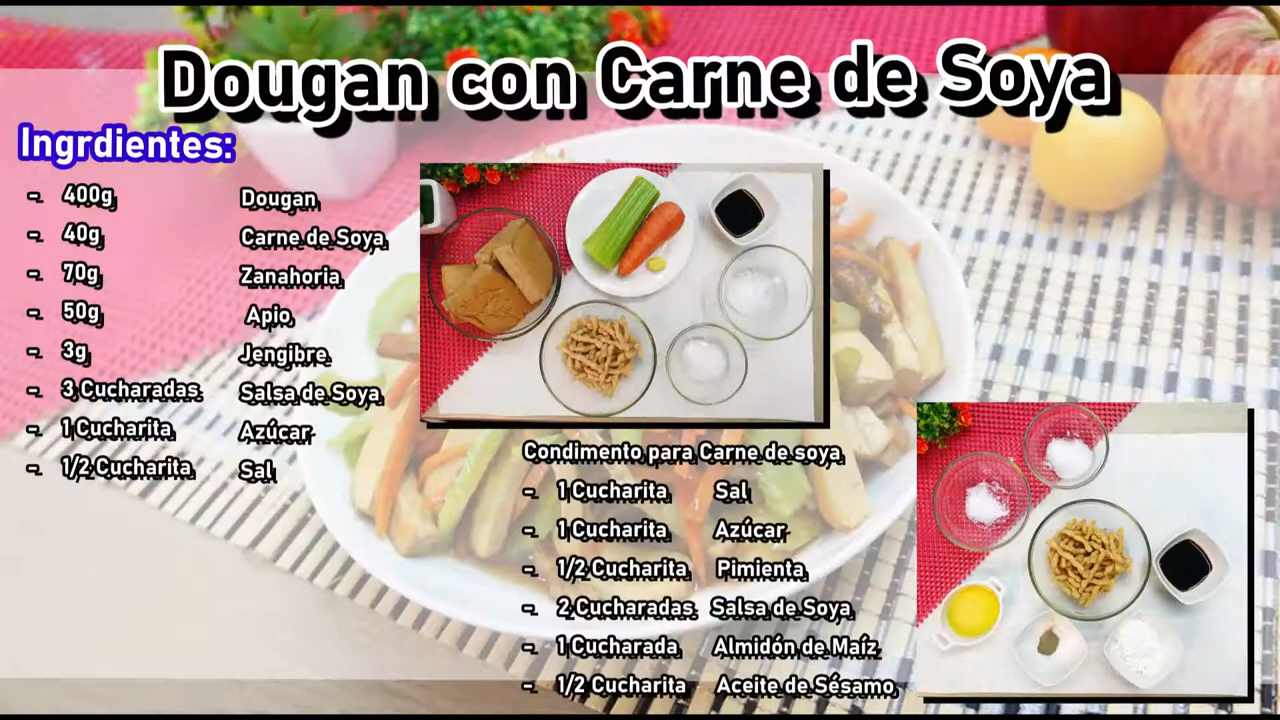 Dougan con Carne de Soya
Ingrdientes:
- 400g Dougan
- 40g Carne de Soya
- 70g Zanahoria
- 50g Apio
- 3g Jengibre
- 3 Cucharadas Salsa de Soya
- 1 Cucharita Azúcar
- 1/2 Cucharita Sal
Condimento para Carne de soya
- 1 Cucharita Sal
- 1 Cucharita Azúcar
- 1/2 Cucharita Pimienta
- 2 Cucharadas Salsa de Soya
- 1 Cucharada Almidón de Maíz
- 1/2 Cucharita Aceite de Sésamo